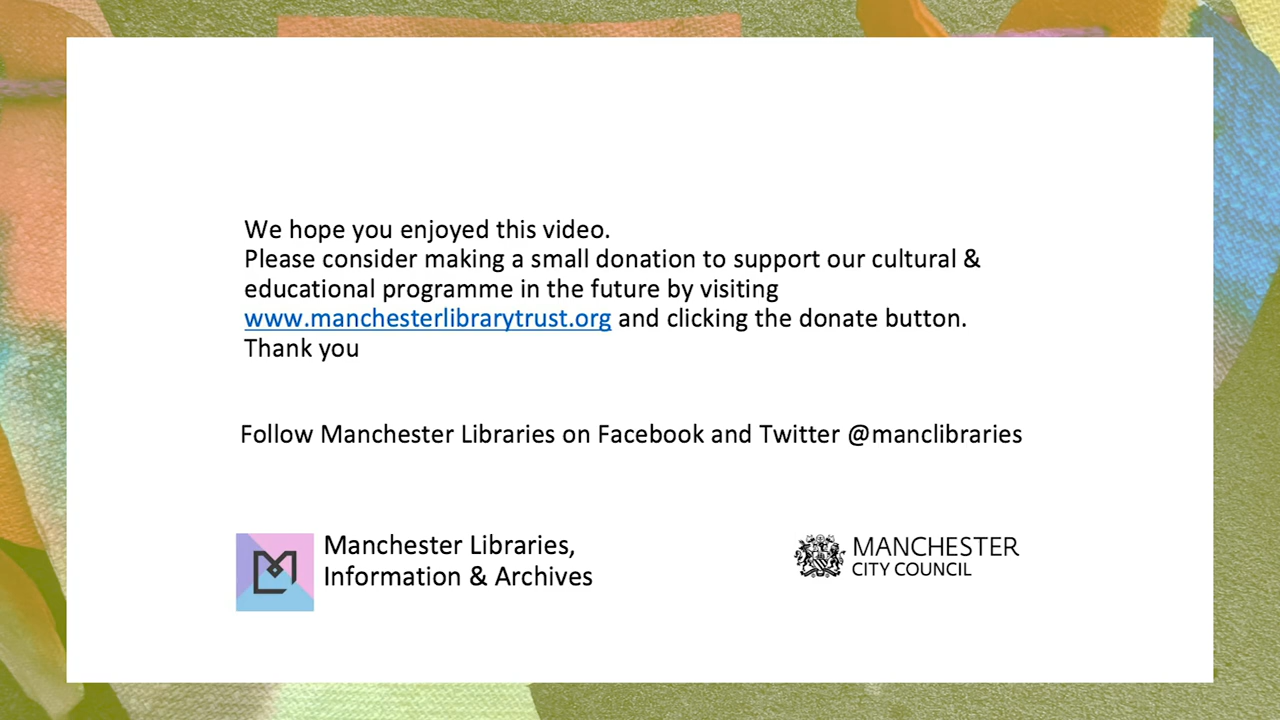 We hope you enjoyed this video.
Please consider making a small donation to support our cultural &
educational programme in the future by visiting
www.manchesterlibrarytrust.org and clicking the donate button.
Thank you
Follow Manchester Libraries on Facebook and Twitter @manclibraries
Manchester Libraries,
Information & Archives
MANCHESTER
CITY COUNCIL